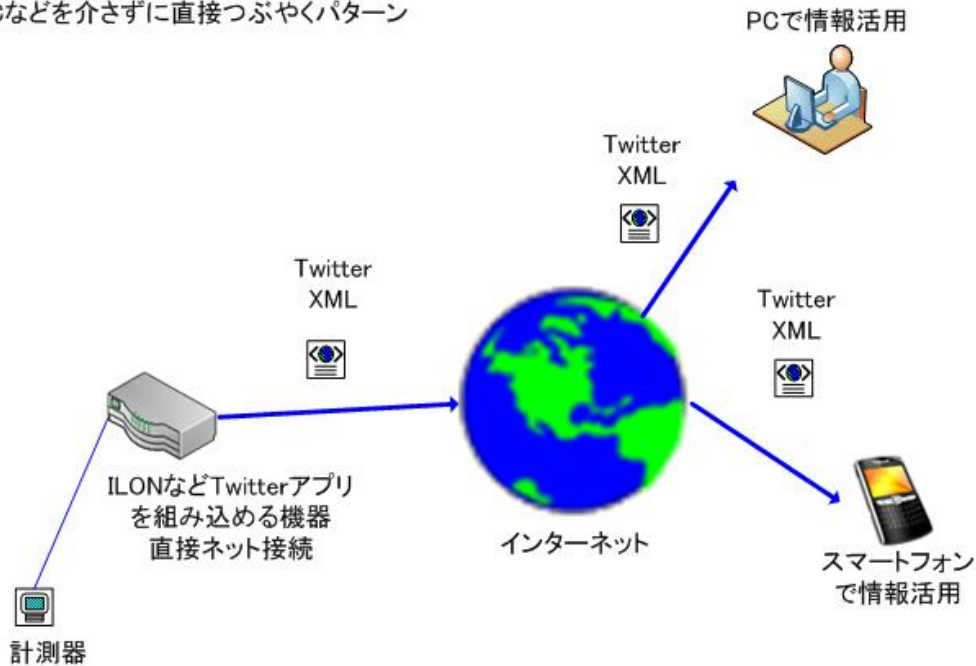 などを介さずに直接つぶやくパターン
PCで情報活用
Twitter
XML
Twitter
XML
Twitter
XML
ILONなどTwitterアプリ
を組み込める機器
直接ネット接続
インターネット
スマートフォン
で情報活用
計測器